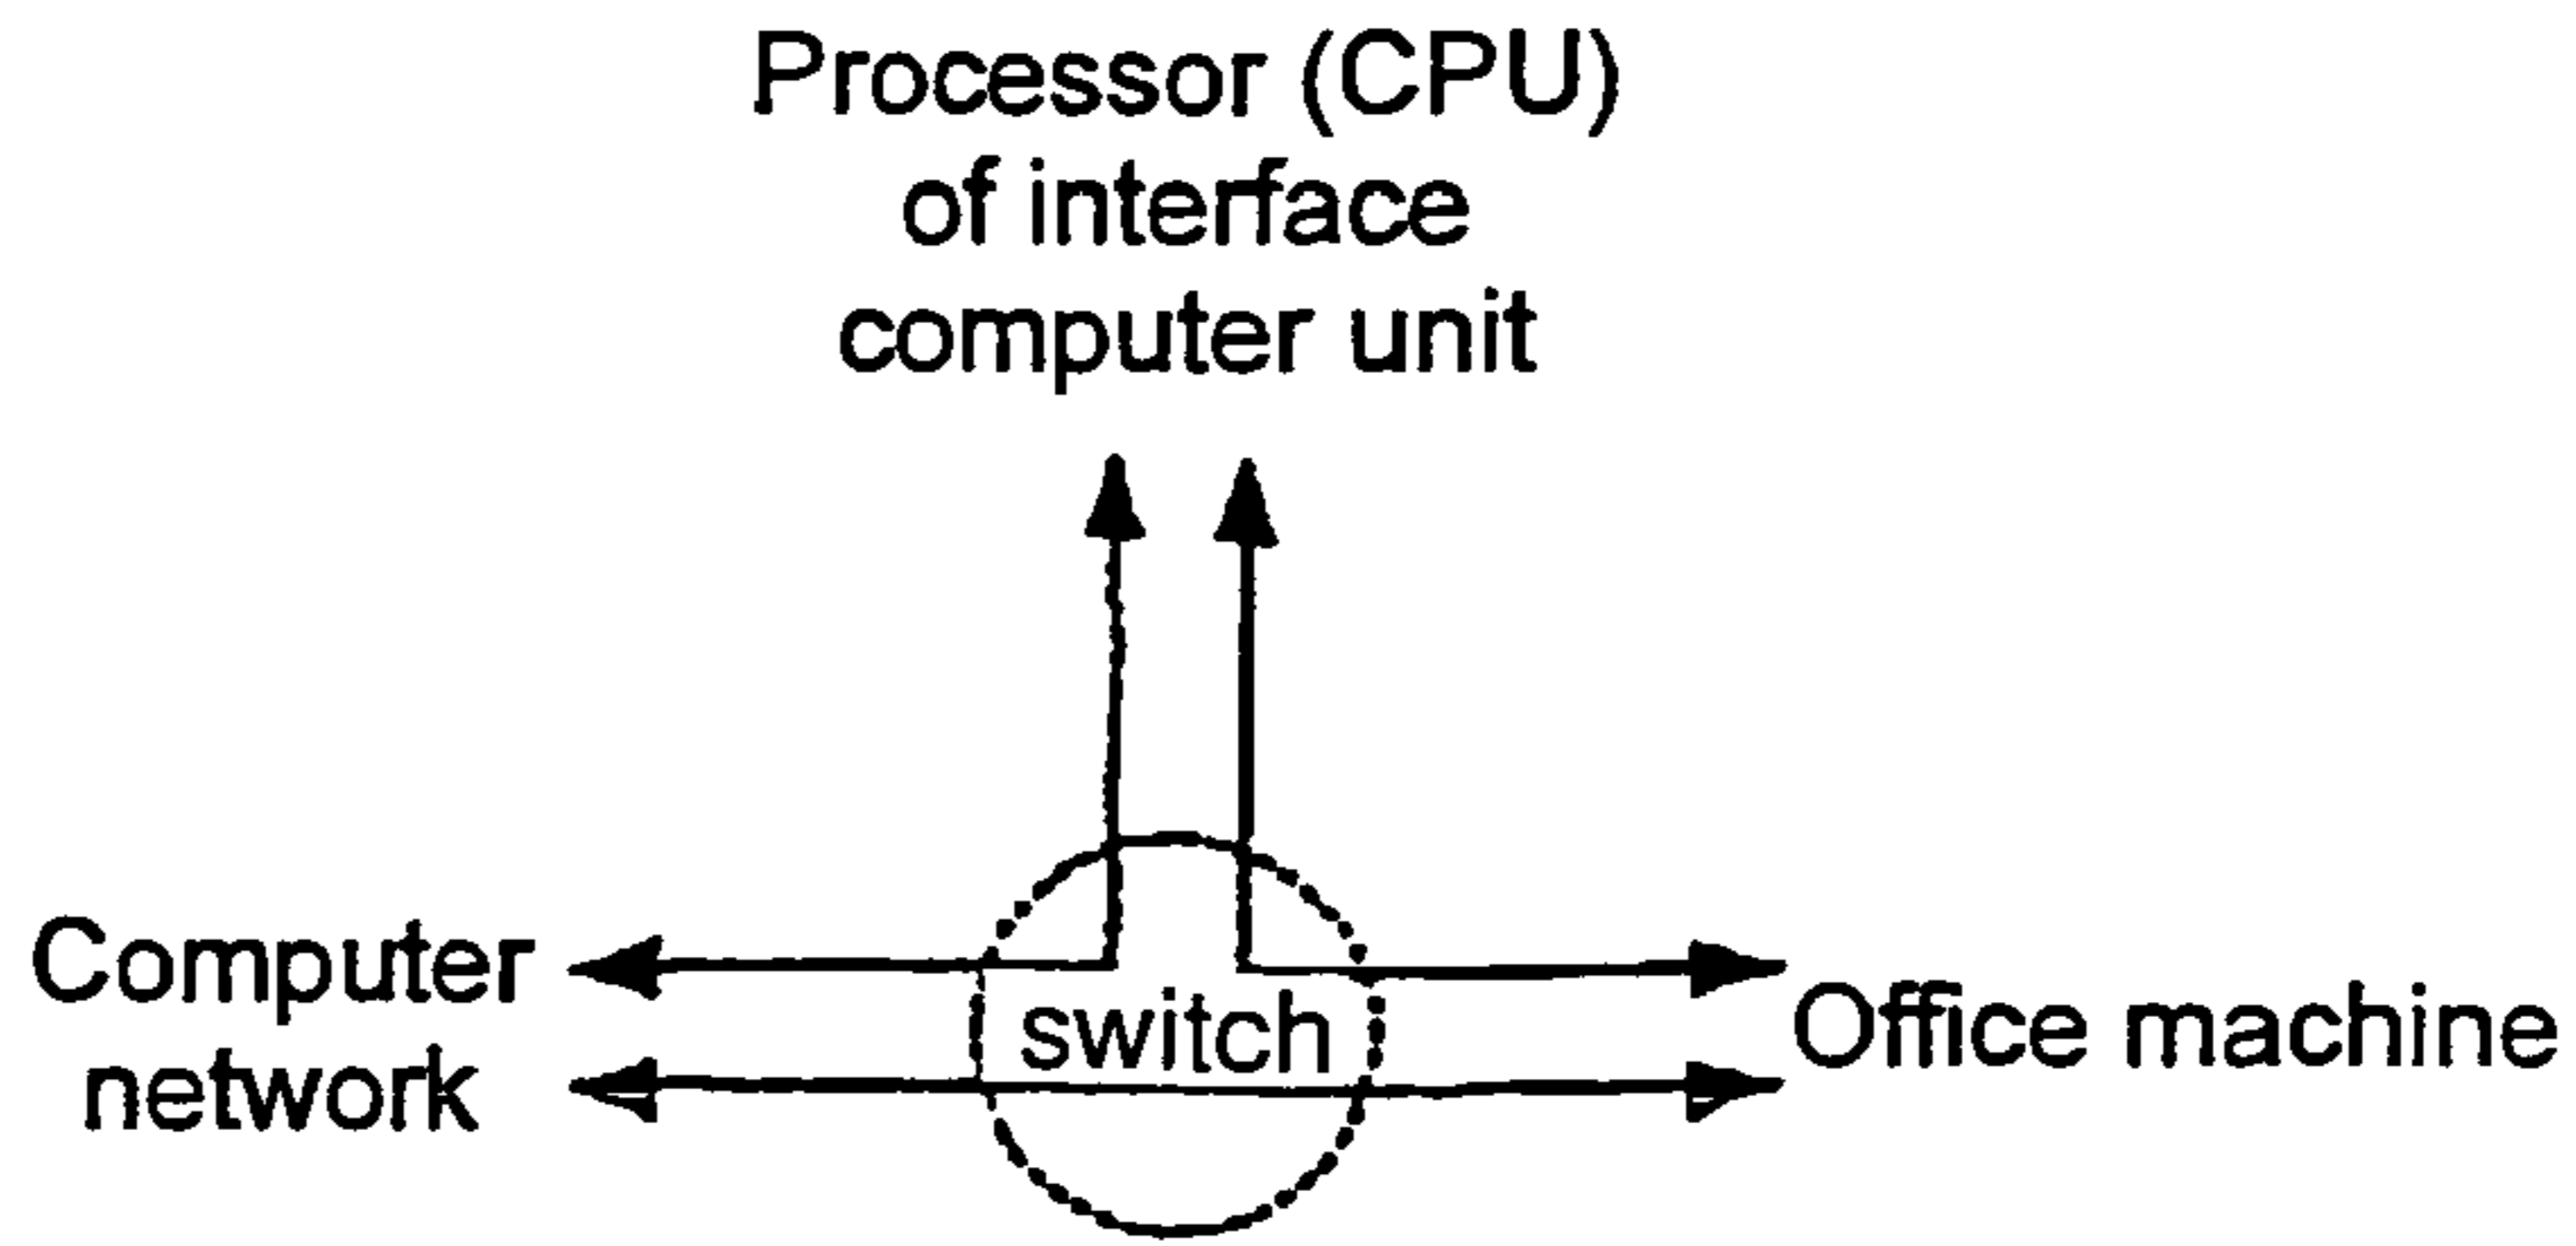 Processor (CPU)
of interface
computer unit
Computer
network
switch
Office machine